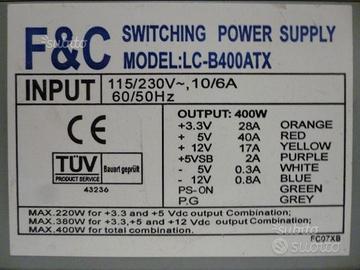 F&C SWITCHING POWER SUPPLY
MODEL:LC-B400ATX
INPUT 115/230V~,10/6A
60/50Hz
CE
TÜV
PRODUCT SERVICE
Bauart geprüft
43236
OUTPUT: 400W
+3.3V 28A ORANGE
+ 5V 40A RED
+ 12V 17A YELLOW
+5VSB 2A PURPLE
- 5V 0.3A WHITE
- 12V 0.8A BLUE
PS-ON GREEN
P.G GREY
MAX.220W for +3.3 and +5 Vdc output Combination;
MAX.380W for +3.3,+5 and +12 Vdc output Combination;
MAX.400W for total combination.
FC07XB
subito
subito